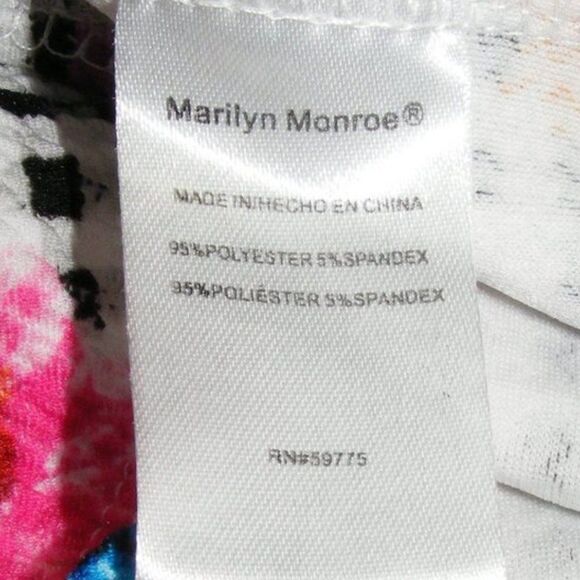 Marilyn Monroe®
MADE IN/HECHO EN CHINA
95%POLYESTER 5%SPANDEX
95%POLIÉSTER 5%SPANDEX
RN#59775